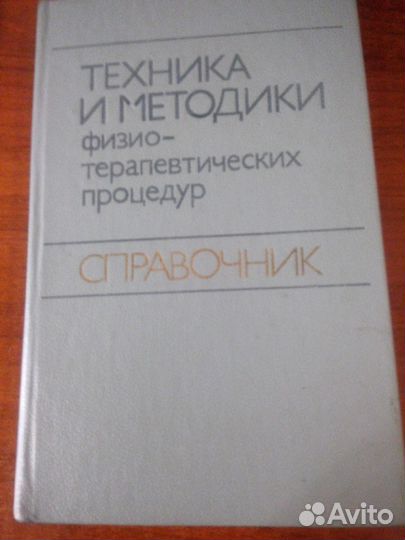 ТЕХНИКА
И МЕТОДИКИ
физио-
терапевтических
процедур
СПРАВОЧНИК
Avito